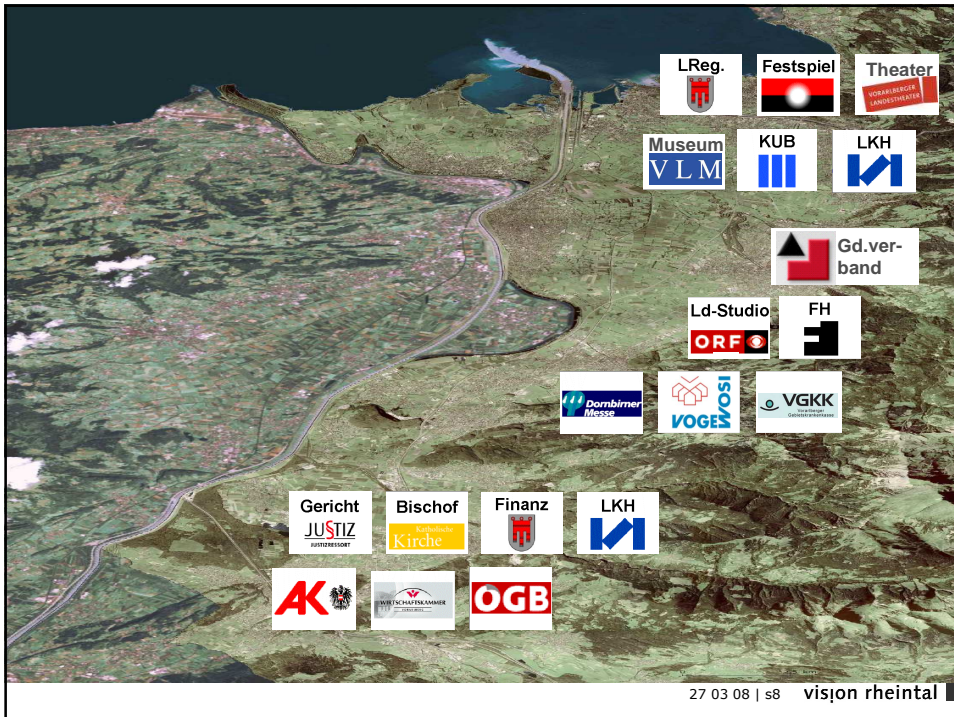 LReg.
Festspiel
Theater
VORARLBERGER
LANDESTHEATER
Museum
VLM
KUB
LKH
Gd.ver-
band
Ld-Studio
ORF
FH
Dornbirner
Messe
VOGEWOSI
VGKK
Vorarlberger
Gebietskrankenkasse
Gericht
JU§TIZ
JUSTIZRESSORT
Bischof
Katholische
Kirche
Finanz
LKH
AK
WIRTSCHAFTSKAMMER
ÖGB
27 03 08 | s8 vision rheintal